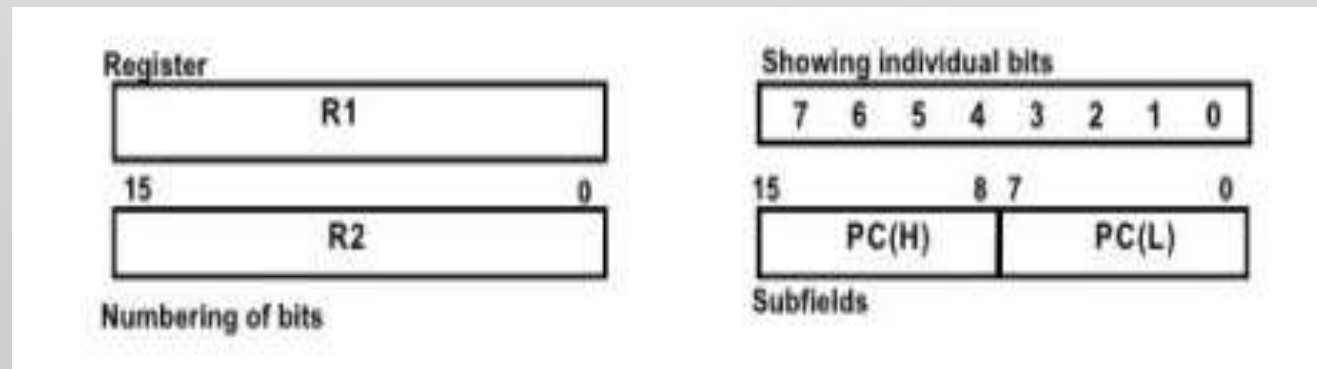 Register
R1
15 0
R2
Numbering of bits
Showing individual bits
7 6 5 4 3 2 1 0
15 8 7 0
PC(H) PC(L)
Subfields